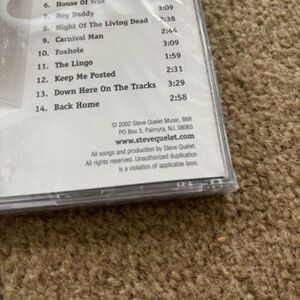 6. House Of Wax
7. Hey Daddy 3:09
8. Night Of The Living Dead 2:38
9. Carnival Man 2:44
10. Foxhole 3:09
11. The Lingo 1:59
12. Keep Me Posted 2:31
13. Down Here On The Tracks 3:29
14. Back Home 2:58
© 2002 Steve Quelet Music, BMI
PO Box 3, Palmyra, NJ. 08065
www.stevequelet.com
All songs and production by Steve Quelet.
All rights reserved. Unauthorized duplication
is a violation of applicable laws.